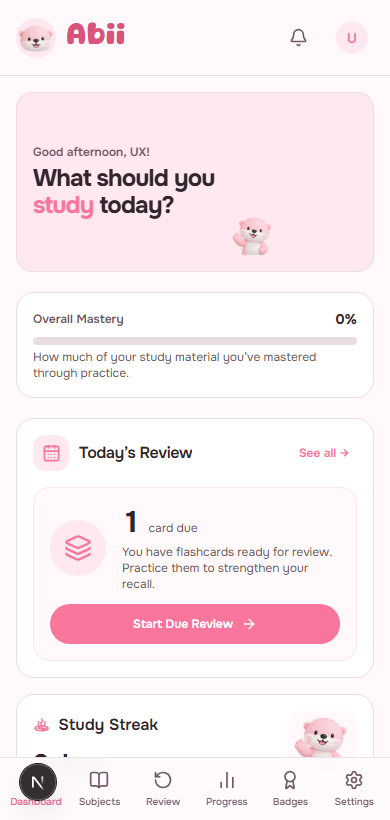 Abii
U
Good afternoon, UX!
What should you
study today?
Overall Mastery
0%
How much of your study material you've mastered
through practice.
Today's Review
See all →
1 card due
You have flashcards ready for review.
Practice them to strengthen your
recall.
Start Due Review →
Study Streak
N
Dashboard
Subjects
Review
Progress
Badges
Settings